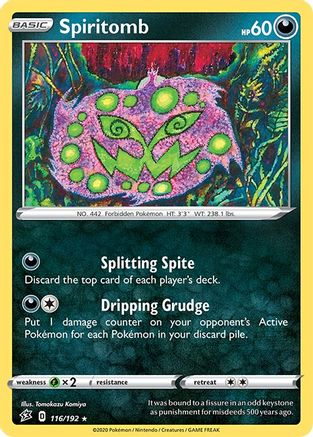 BASIC Spiritomb HP 60
NO. 442 Forbidden Pokémon HT: 3'3" WT: 238.1 lbs.
Splitting Spite
Discard the top card of each player's deck.
Dripping Grudge
Put 1 damage counter on your opponent's Active
Pokémon for each Pokémon in your discard pile.
weakness ×2 resistance retreat
Illus. Tomokazu Komiya
116/192 ★
It was bound to a fissure in an odd keystone
as punishment for misdeeds 500 years ago.
©2020 Pokémon / Nintendo / Creatures / GAME FREAK